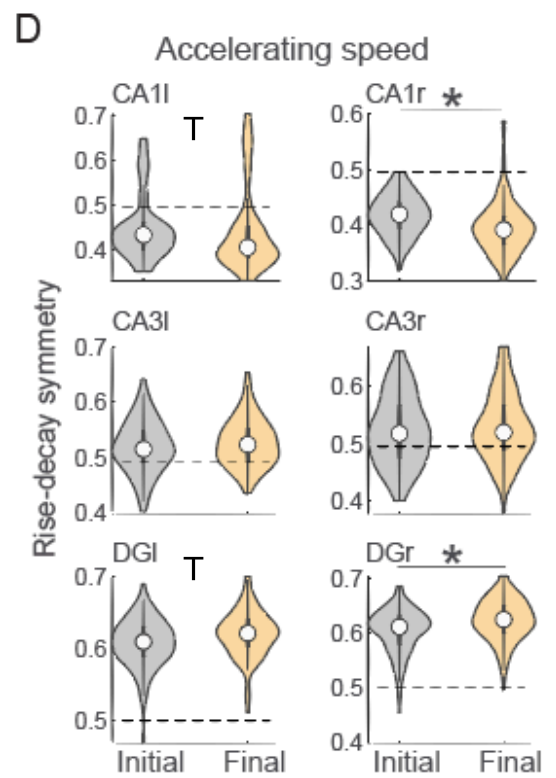 D
Accelerating speed
CA1l
T
0.7
0.6
0.5
0.4
CA1r
*
0.6
0.5
0.4
0.3
Rise-decay symmetry
CA3l
0.7
0.6
0.5
0.4
CA3r
0.6
0.5
0.4
DGl
T
0.7
0.6
0.5
Initial Final
DGr
*
0.7
0.6
0.5
0.4
Initial Final